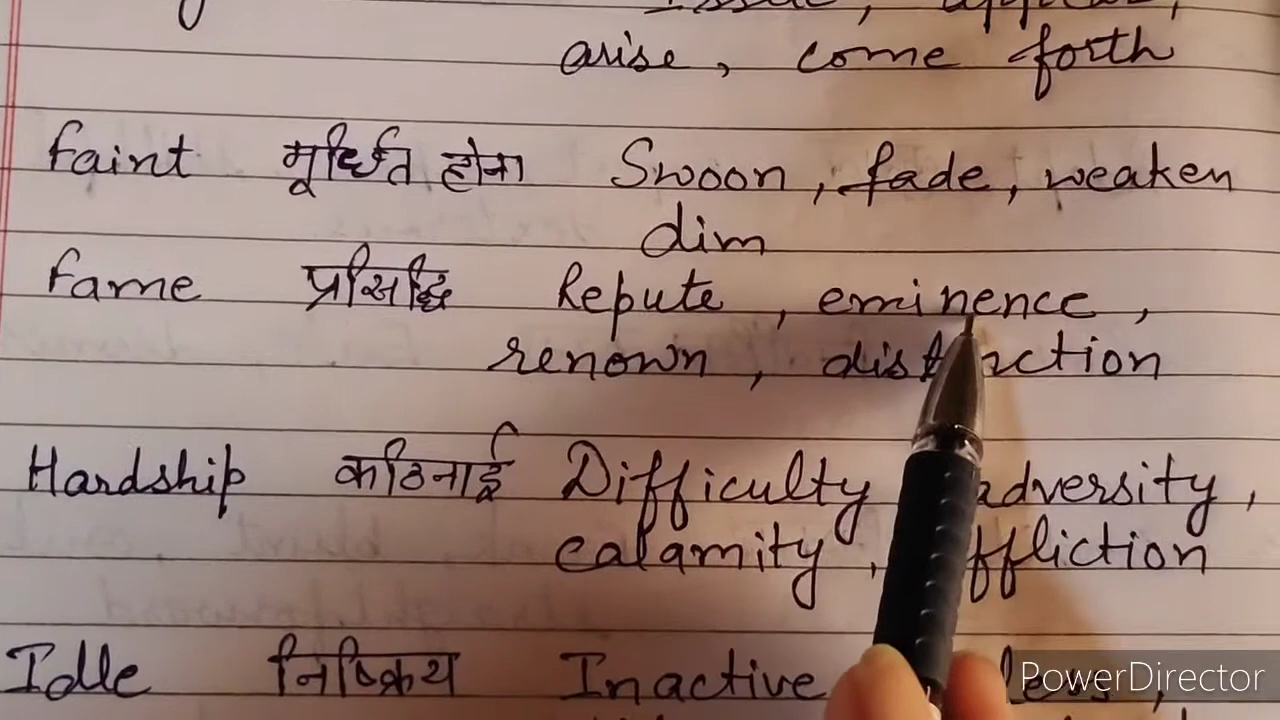 arise, come forth
Faint मूर्छित होना Swoon, fade, weaken
dim
Fame प्रसिद्धि Repute, eminence,
renown, distinction
Hardship कठिनाई Difficulty adversity,
calamity, affliction
Idle निष्क्रिय Inactive
PowerDirector